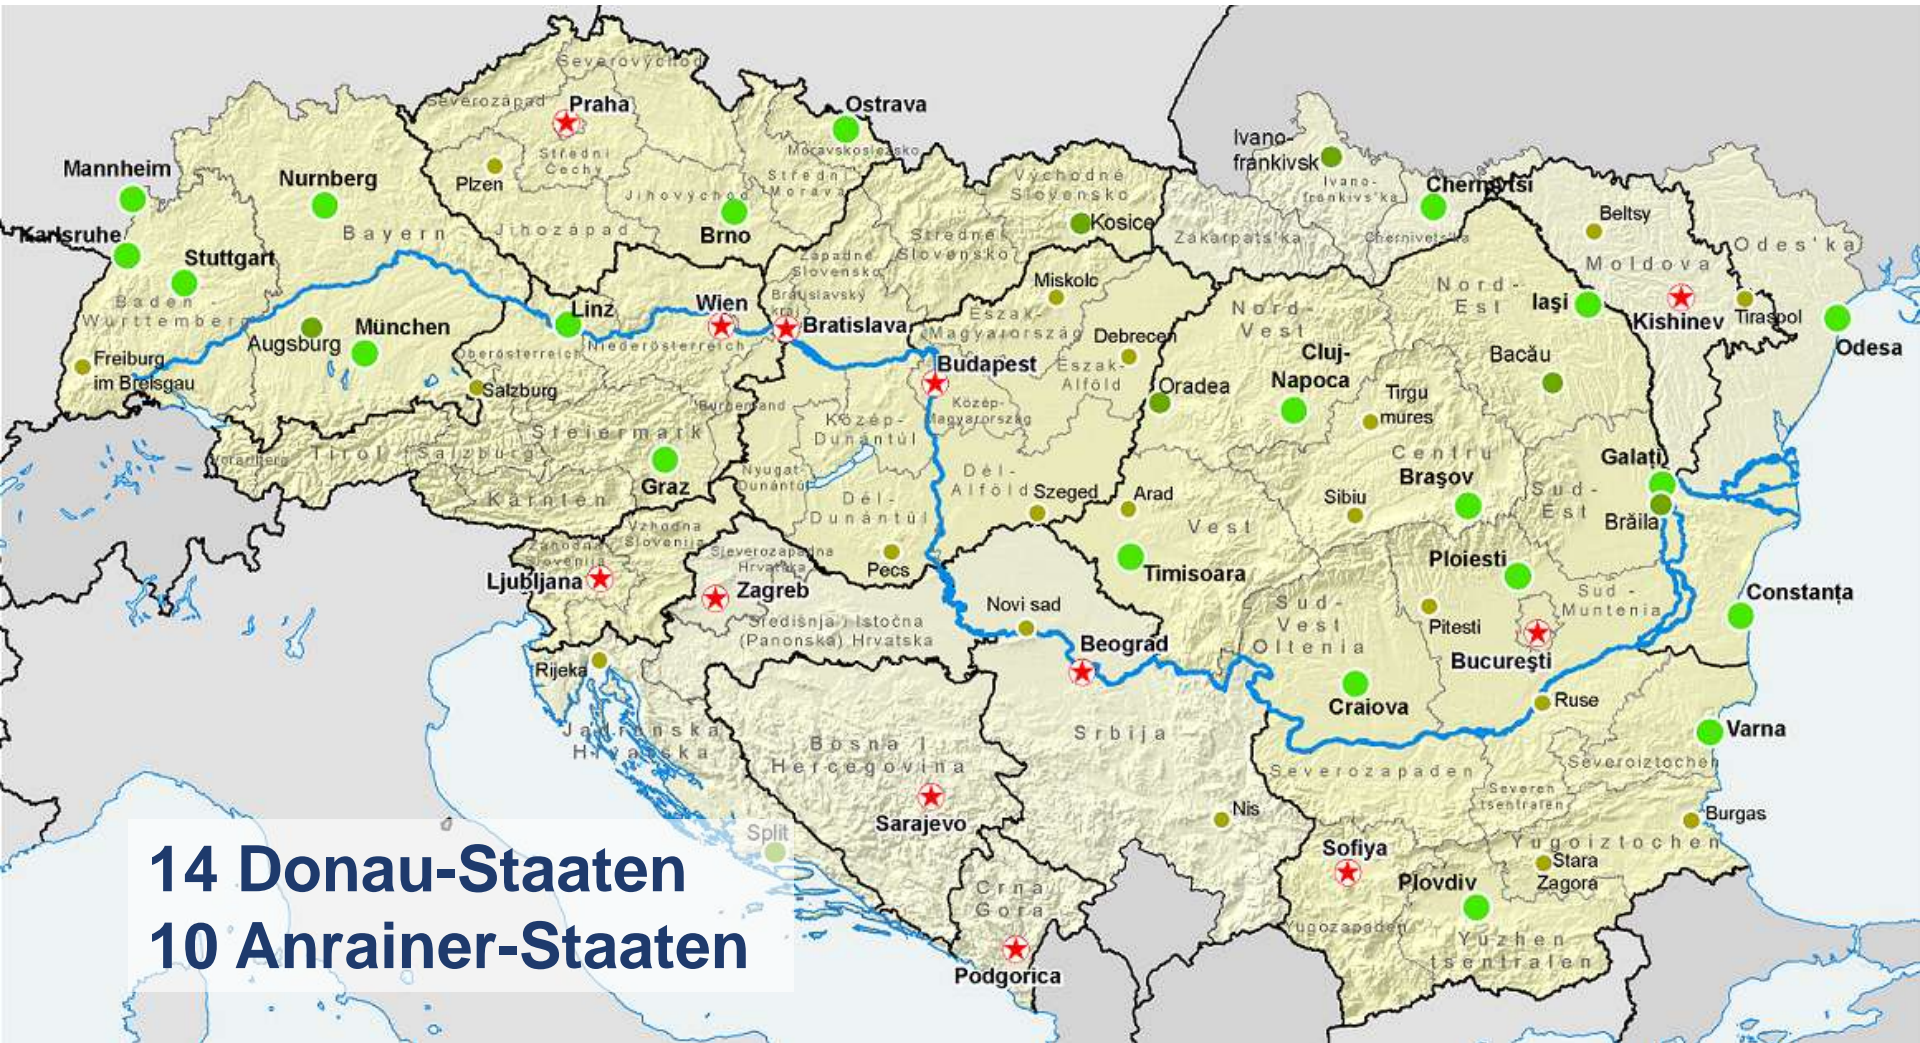 Severovýchod
Severozápad
Praha
Ostrava
Moravskoslezsko
Střední
Čechy
Střední
Morava
Plzen
Jihovýchod
Jihozápad
Brno
Mannheim
Nurnberg
Karlsruhe
Stuttgart
Bayern
Baden -
Württemberg
Augsburg
München
Freiburg
im Breisgau
Linz
Wien
Oberösterreich
Niederösterreich
Salzburg
Burgenland
Steiermark
Tirol
Salzburg
Vorarlberg
Kärnten
Graz
Východné
Slovensko
Kosice
Stredné
Slovensko
Západné
Slovensko
Bratislavský
kraj
Bratislava
Miskolc
Észak-
Magyarország
Debrecen
Budapest
Észak-
Alföld
Közép-
Magyarország
Közép-
Dunántúl
Nyugat-
Dunántúl
Dél-
Dunántúl
Dél-
Alföld
Szeged
Pecs
Ivano-
frankivsk
Ivano-
frankivs'ka
Chernivtsi
Chernivets'ka
Zakarpats'ka
Beltsy
Moldova
Odes'ka
Kishinev
Tiraspol
Odesa
Nord-
Vest
Nord-
Est
Iaşi
Cluj-
Napoca
Bacău
Oradea
Tirgu
mures
Centru
Braşov
Galaţi
Sud-
Est
Brăila
Arad
Sibiu
Vest
Timisoara
Ploiesti
Sud -
Muntenia
Constanţa
Piteşti
Bucureşti
Sud-
Vest
Oltenia
Craiova
Ruse
Vzhodna
Slovenija
Zahodna
Slovenija
Ljubljana
Sjeverozapadna
Hrvatska
Zagreb
Središnja i Istočna
(Panonska) Hrvatska
Rijeka
Jadranska
Hrvatska
Novi sad
Beograd
Srbija
Bosna i
Hercegovina
Sarajevo
Nis
Split
Crna
Gora
Podgorica
Severozapaden
Severen
tsentralen
Severoiztochen
Varna
Burgas
Yugoiztochen
Sofiya
Stara
Zagora
Plovdiv
Yugozapaden
Yuzhen
tsentralen
14 Donau-Staaten
10 Anrainer-Staaten